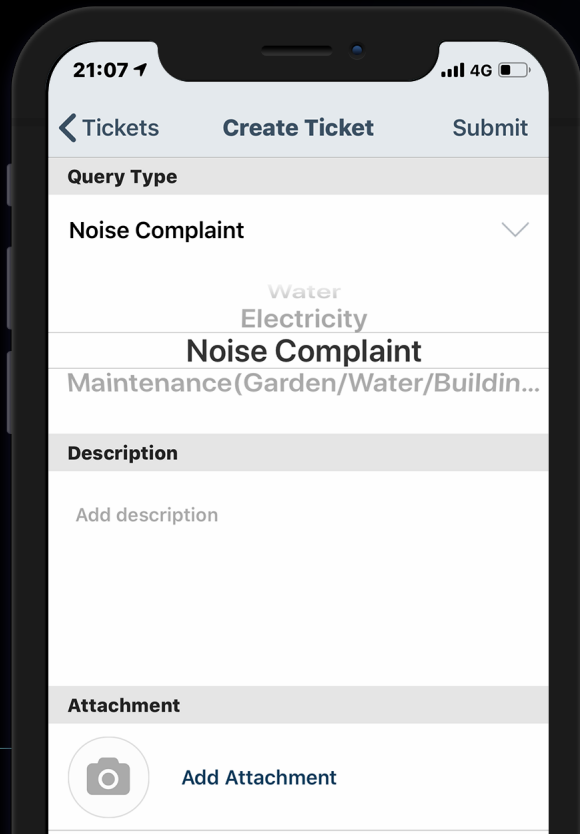 21:07 4G
Tickets Create Ticket Submit
Query Type
Noise Complaint
Water
Electricity
Noise Complaint
Maintenance(Garden/Water/Buildin...
Description
Add description
Attachment
Add Attachment